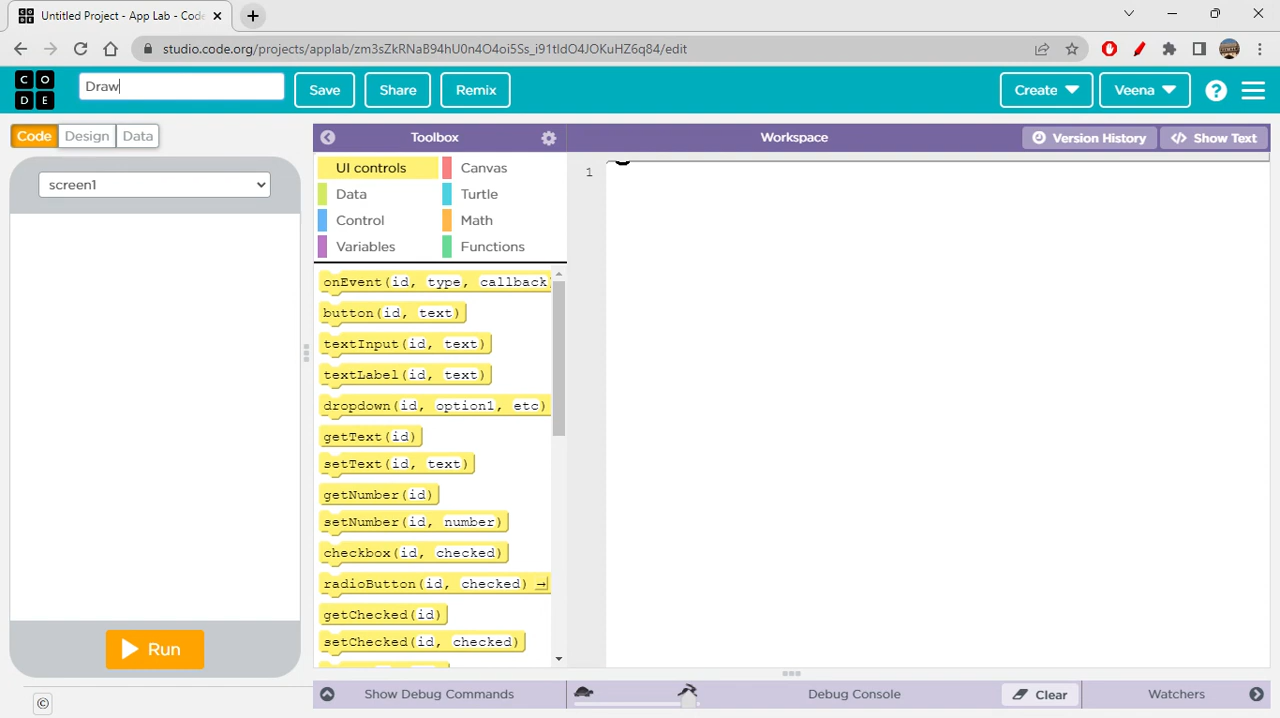 Untitled Project - App Lab - Code
studio.code.org/projects/applab/zm3sZkRNaB94hU0n4O4oi5Ss_i91tIdO4JOKuHZ6q84/edit
C O
D E
Draw
Save
Share
Remix
Create
Veena
?
Code
Design
Data
Toolbox
Workspace
Version History
Show Text
screen1
UI controls
Canvas
Data
Turtle
Control
Math
Variables
Functions
1
onEvent(id, type, callback)
button(id, text)
textInput(id, text)
textLabel(id, text)
dropdown(id, option1, etc)
getText(id)
setText(id, text)
getNumber(id)
setNumber(id, number)
checkbox(id, checked)
radioButton(id, checked)
getChecked(id)
setChecked(id, checked)
Run
©
Show Debug Commands
Debug Console
Clear
Watchers